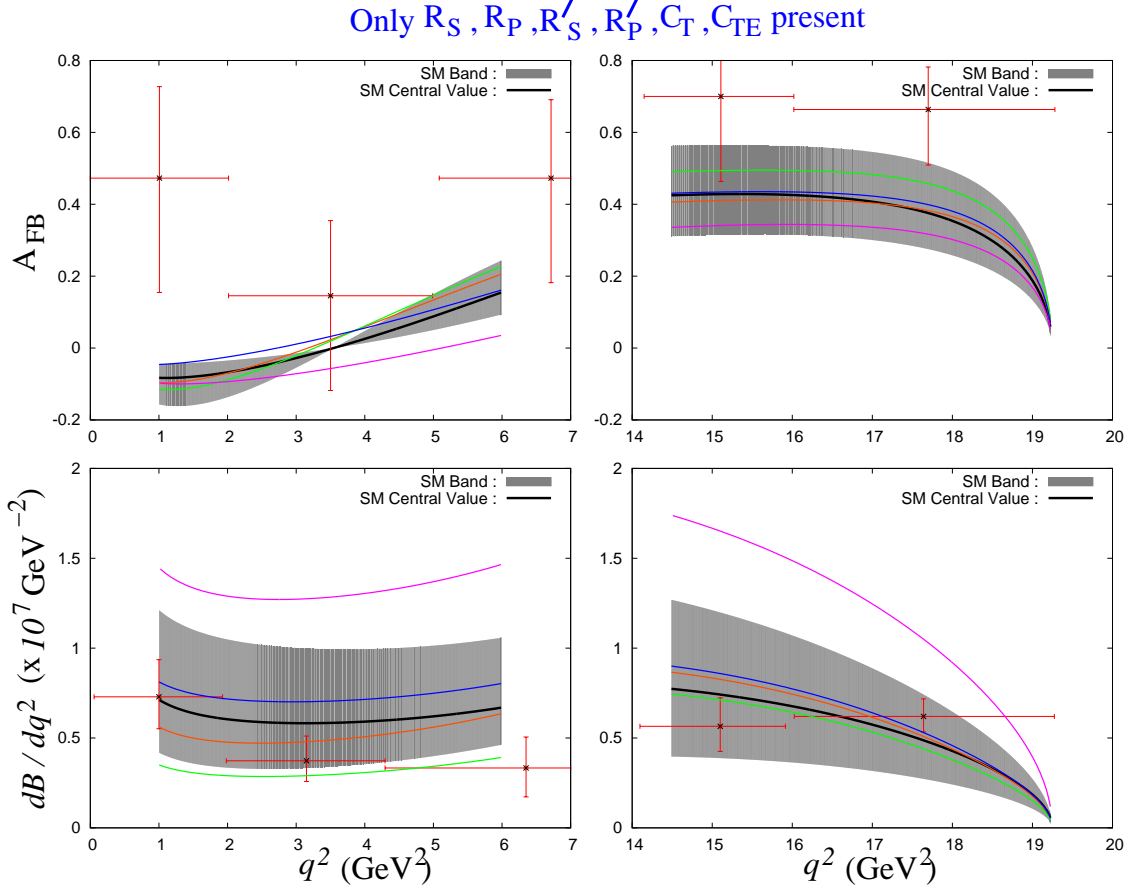 Only R_S , R_P , R'_S , R'_P , C_T , C_TE present
A_FB
0.8
0.6
0.4
0.2
0
-0.2
0 1 2 3 4 5 6 7
SM Band :
SM Central Value :
0.8
0.6
0.4
0.2
0
-0.2
14 15 16 17 18 19 20
SM Band :
SM Central Value :
dB / dq^2 (x 10^7 GeV^−2)
2
1.5
1
0.5
0
0 1 2 3 4 5 6 7
SM Band :
SM Central Value :
q^2 (GeV^2)
2
1.5
1
0.5
0
14 15 16 17 18 19 20
SM Band :
SM Central Value :
q^2 (GeV^2)